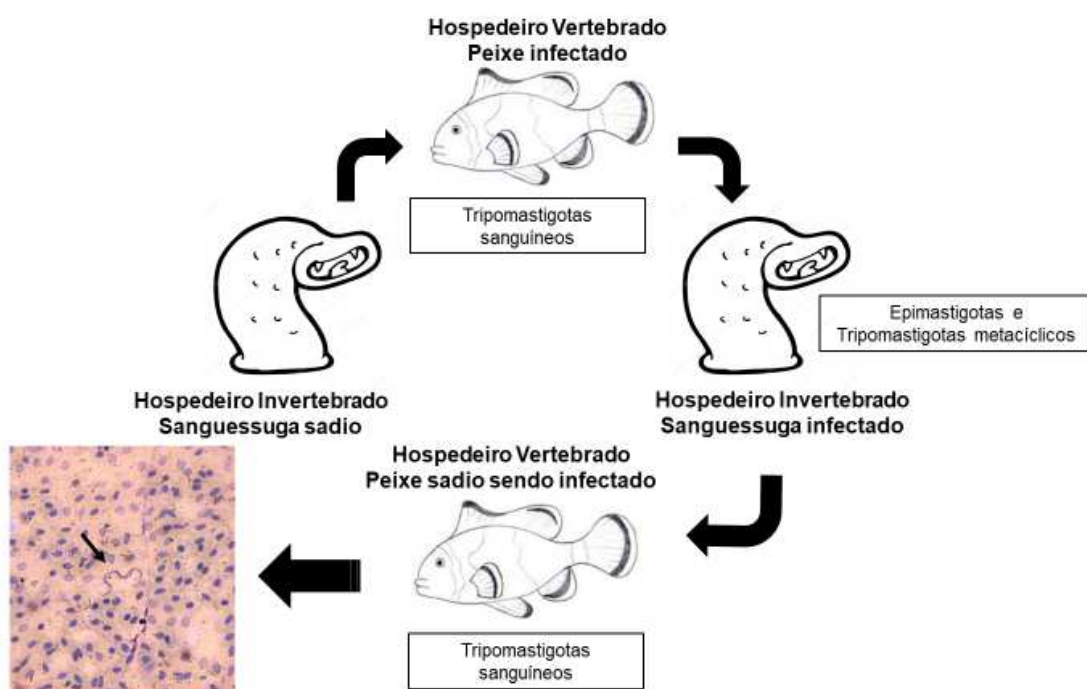 Hospedeiro Vertebrado
Peixe infectado
Tripomastigotas
sanguíneos
Epimastigotas e
Tripomastigotas metacíclicos
Hospedeiro Invertebrado
Sanguessuga sadio
Hospedeiro Invertebrado
Sanguessuga infectado
Hospedeiro Vertebrado
Peixe sadio sendo infectado
Tripomastigotas
sanguíneos